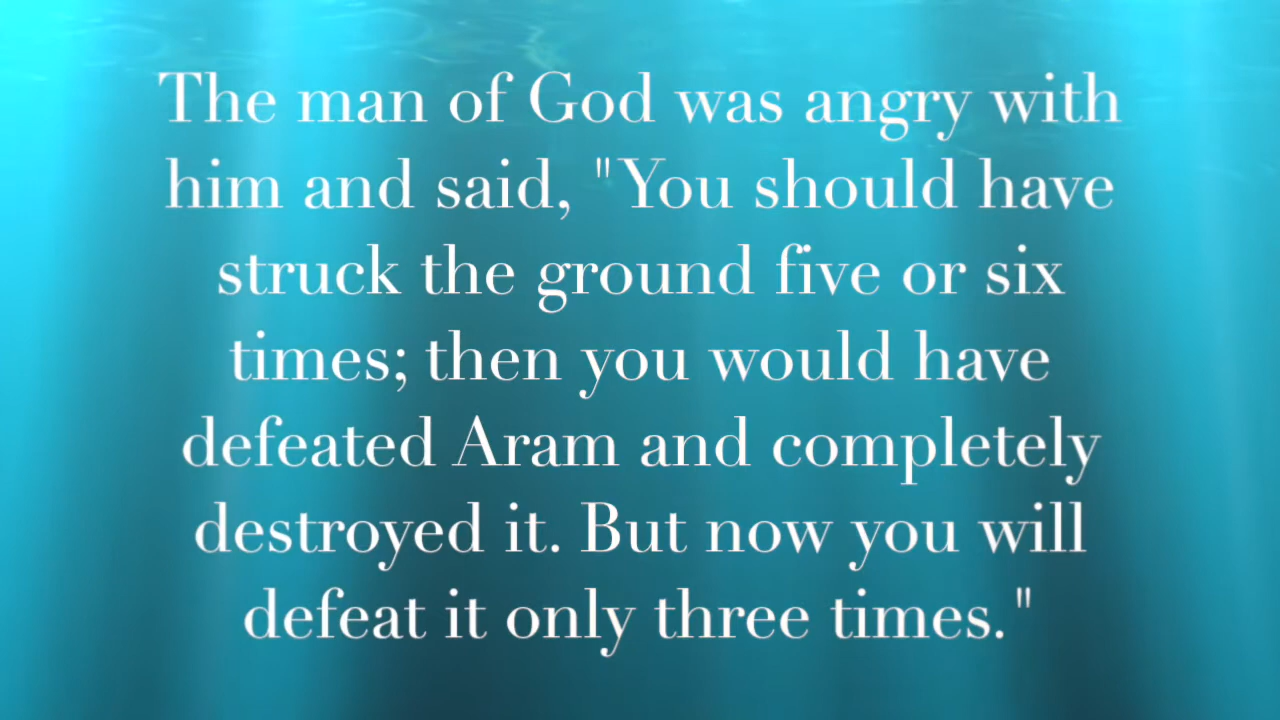 The man of God was angry with
him and said, "You should have
struck the ground five or six
times; then you would have
defeated Aram and completely
destroyed it. But now you will
defeat it only three times."